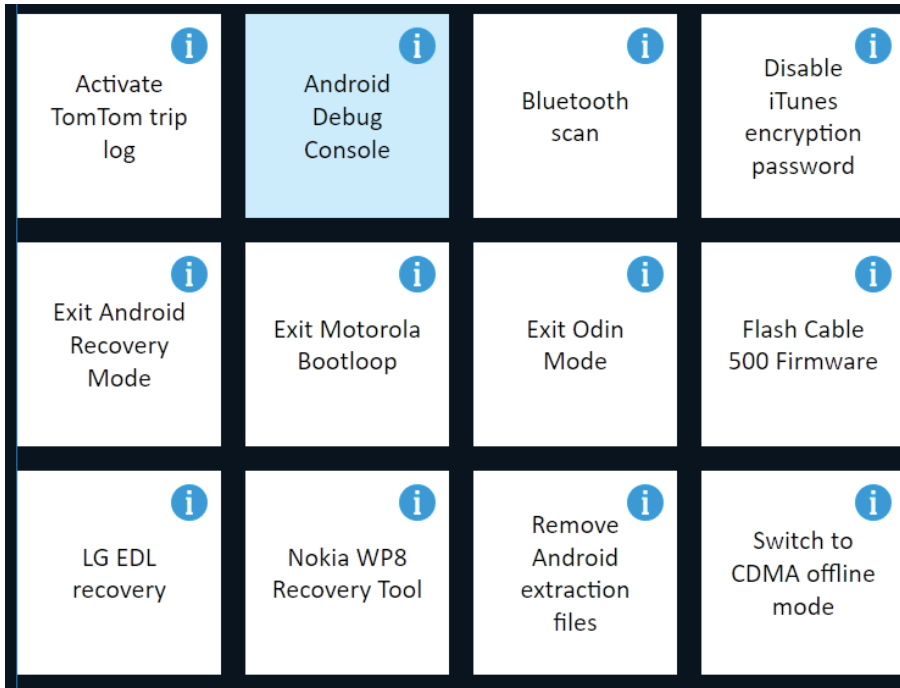 Activate
TomTom trip
log
Android
Debug
Console
Bluetooth
scan
Disable
iTunes
encryption
password
Exit Android
Recovery
Mode
Exit Motorola
Bootloop
Exit Odin
Mode
Flash Cable
500 Firmware
LG EDL
recovery
Nokia WP8
Recovery Tool
Remove
Android
extraction
files
Switch to
CDMA offline
mode